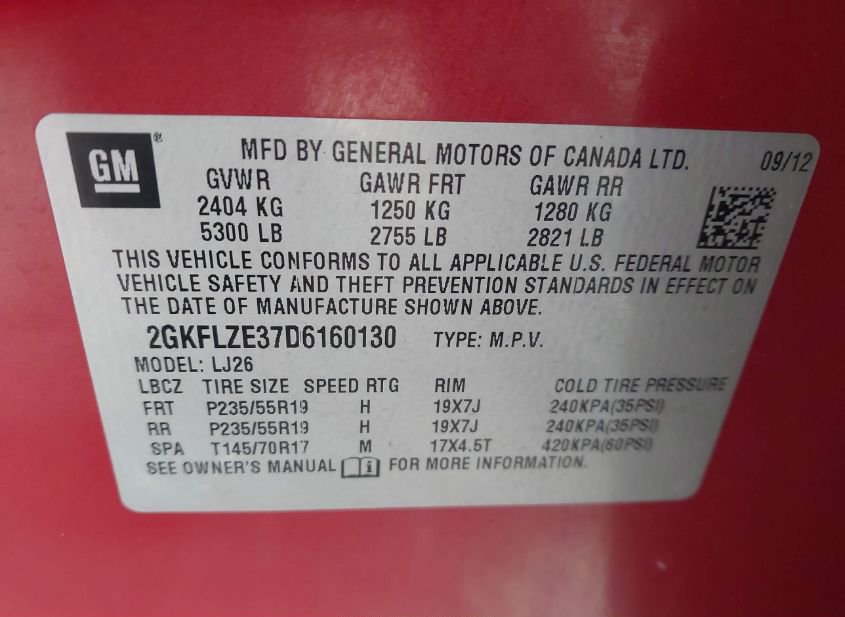 GM®
MFD BY GENERAL MOTORS OF CANADA LTD. 09/12
GVWR GAWR FRT GAWR RR
2404 KG 1250 KG 1280 KG
5300 LB 2755 LB 2821 LB
THIS VEHICLE CONFORMS TO ALL APPLICABLE U.S. FEDERAL MOTOR
VEHICLE SAFETY AND THEFT PREVENTION STANDARDS IN EFFECT ON
THE DATE OF MANUFACTURE SHOWN ABOVE.
2GKFLZE37D6160130 TYPE: M.P.V.
MODEL: LJ26
LBCZ TIRE SIZE SPEED RTG RIM COLD TIRE PRESSURE
FRT P235/55R19 H 19X7J 240KPA(35PSI)
RR P235/55R19 H 19X7J 240KPA(35PSI)
SPA T145/70R17 M 17X4.5T 420KPA(60PSI)
SEE OWNER'S MANUAL i FOR MORE INFORMATION.